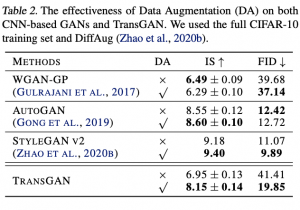 Table 2. The effectiveness of Data Augmentation (DA) on both
CNN-based GANs and TransGAN. We used the full CIFAR-10
training set and DiffAug (Zhao et al., 2020b).
METHODS DA IS ↑ FID ↓
WGAN-GP × 6.49 ± 0.09 39.68
(GULRAJANI ET AL., 2017) ✓ 6.29 ± 0.10 37.14
AUTOGAN × 8.55 ± 0.12 12.42
(GONG ET AL., 2019) ✓ 8.60 ± 0.10 12.72
STYLEGAN V2 × 9.18 11.07
(ZHAO ET AL., 2020B) ✓ 9.40 9.89
TRANSGAN × 6.95 ± 0.13 41.41
✓ 8.15 ± 0.14 19.85